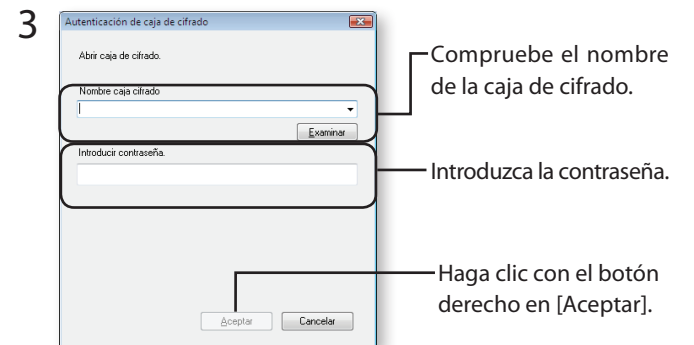 3
Autenticación de caja de cifrado
Abrir caja de cifrado.
Nombre caja cifrado
Examinar
Introducir contraseña.
Aceptar
Cancelar
Compruebe el nombre
de la caja de cifrado.
Introduzca la contraseña.
Haga clic con el botón
derecho en [Aceptar].